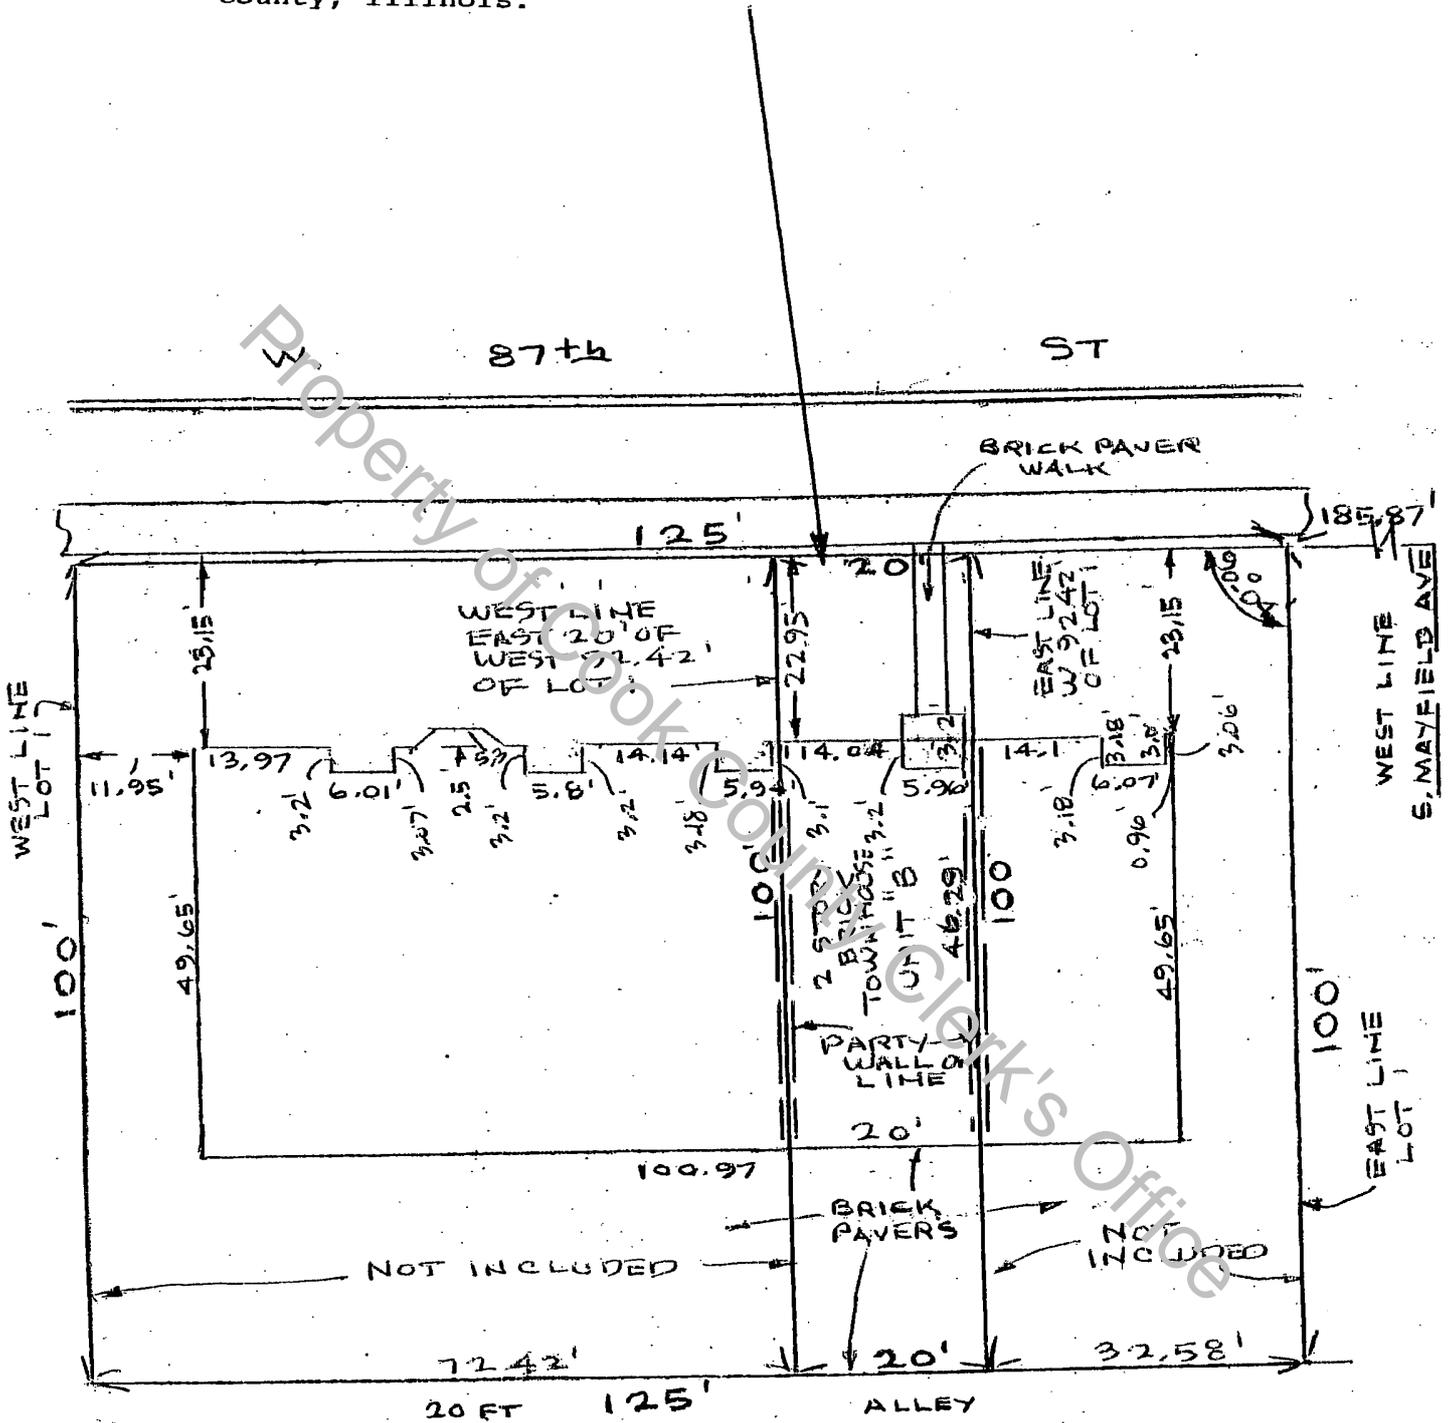 County, Illinois.
W 87th ST
BRICK PAVER
WALK
125'
185.87'
20'
WEST LINE
EAST 20' OF
WEST 92.42'
OF LOT 1
EAST LINE
W 92.42'
OF LOT 1
90°00'
23.15'
22.95'
23.15'
WEST LINE
S. MAYFIELD AVE
WEST LINE
LOT 1
11.95'
13.97
3.2'
6.01'
3.07'
2.5
5.3
3.2'
5.8'
3.2'
14.14'
3.18'
5.94
3.1'
14.04
3.2'
5.96'
3.2'
14.1
3.18'
3.18'
6.07'
0.96'
3.06'
100'
49.65'
100'
2 STORY
BRICK
TOWNHOUSE
UNIT "B"
46.29'
100
49.65'
100'
EAST LINE
LOT 1
PARTY
WALL
LINE
20'
100.97
BRICK
PAVERS
NOT INCLUDED
NOT
INCLUDED
72.42'
20'
32.58'
125'
20 FT ALLEY
Property of Cook County Clerk's Office